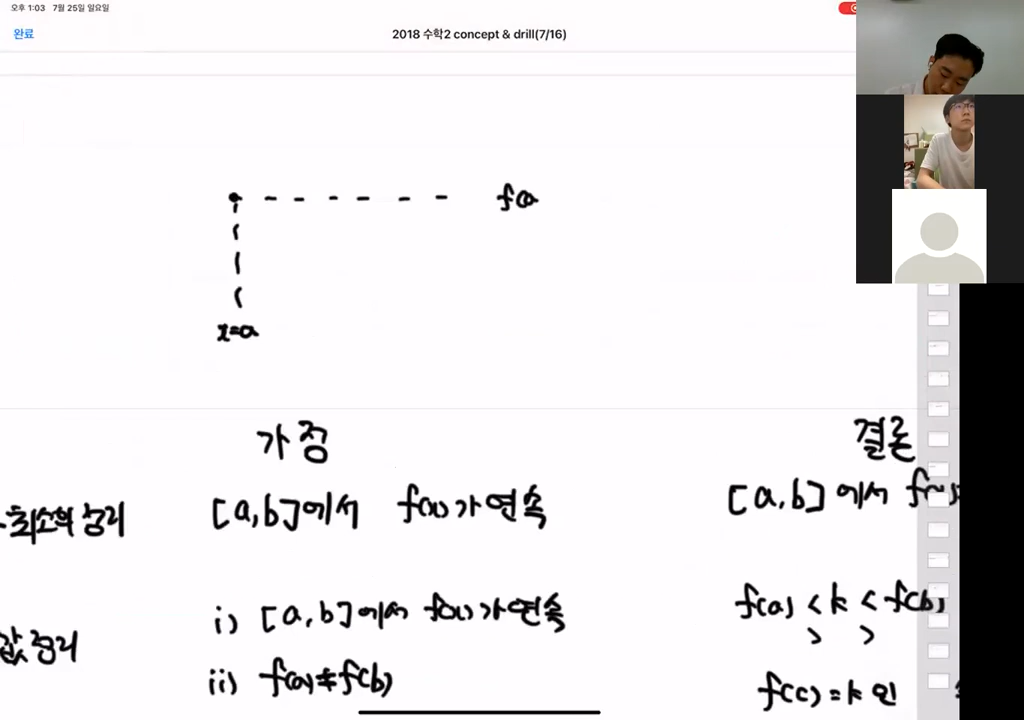 오후 1:03 7월 25일 일요일
완료
2018 수학2 concept & drill(7/16)
f(a
x=a
가정 결론
최소의 정리 [a,b]에서 f(x)가 연속 [a,b]에서
i) [a,b]에서 f(x)가 연속 f(a) < k < f(b)
> >
값 정리 ii) f(a)≠f(b) f(c)=k 인